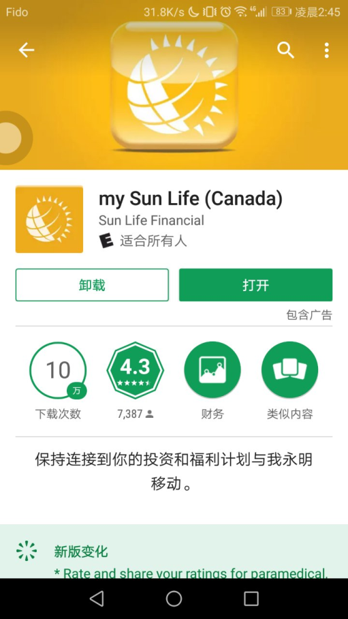 Fido 31.8K/s 4G 83 凌晨2:45
my Sun Life (Canada)
Sun Life Financial
E 适合所有人
卸载 打开
包含广告
10 万 4.3
下载次数 7,387 财务 类似内容
保持连接到你的投资和福利计划与我永明
移动。
新版变化
* Rate and share your ratings for paramedical,